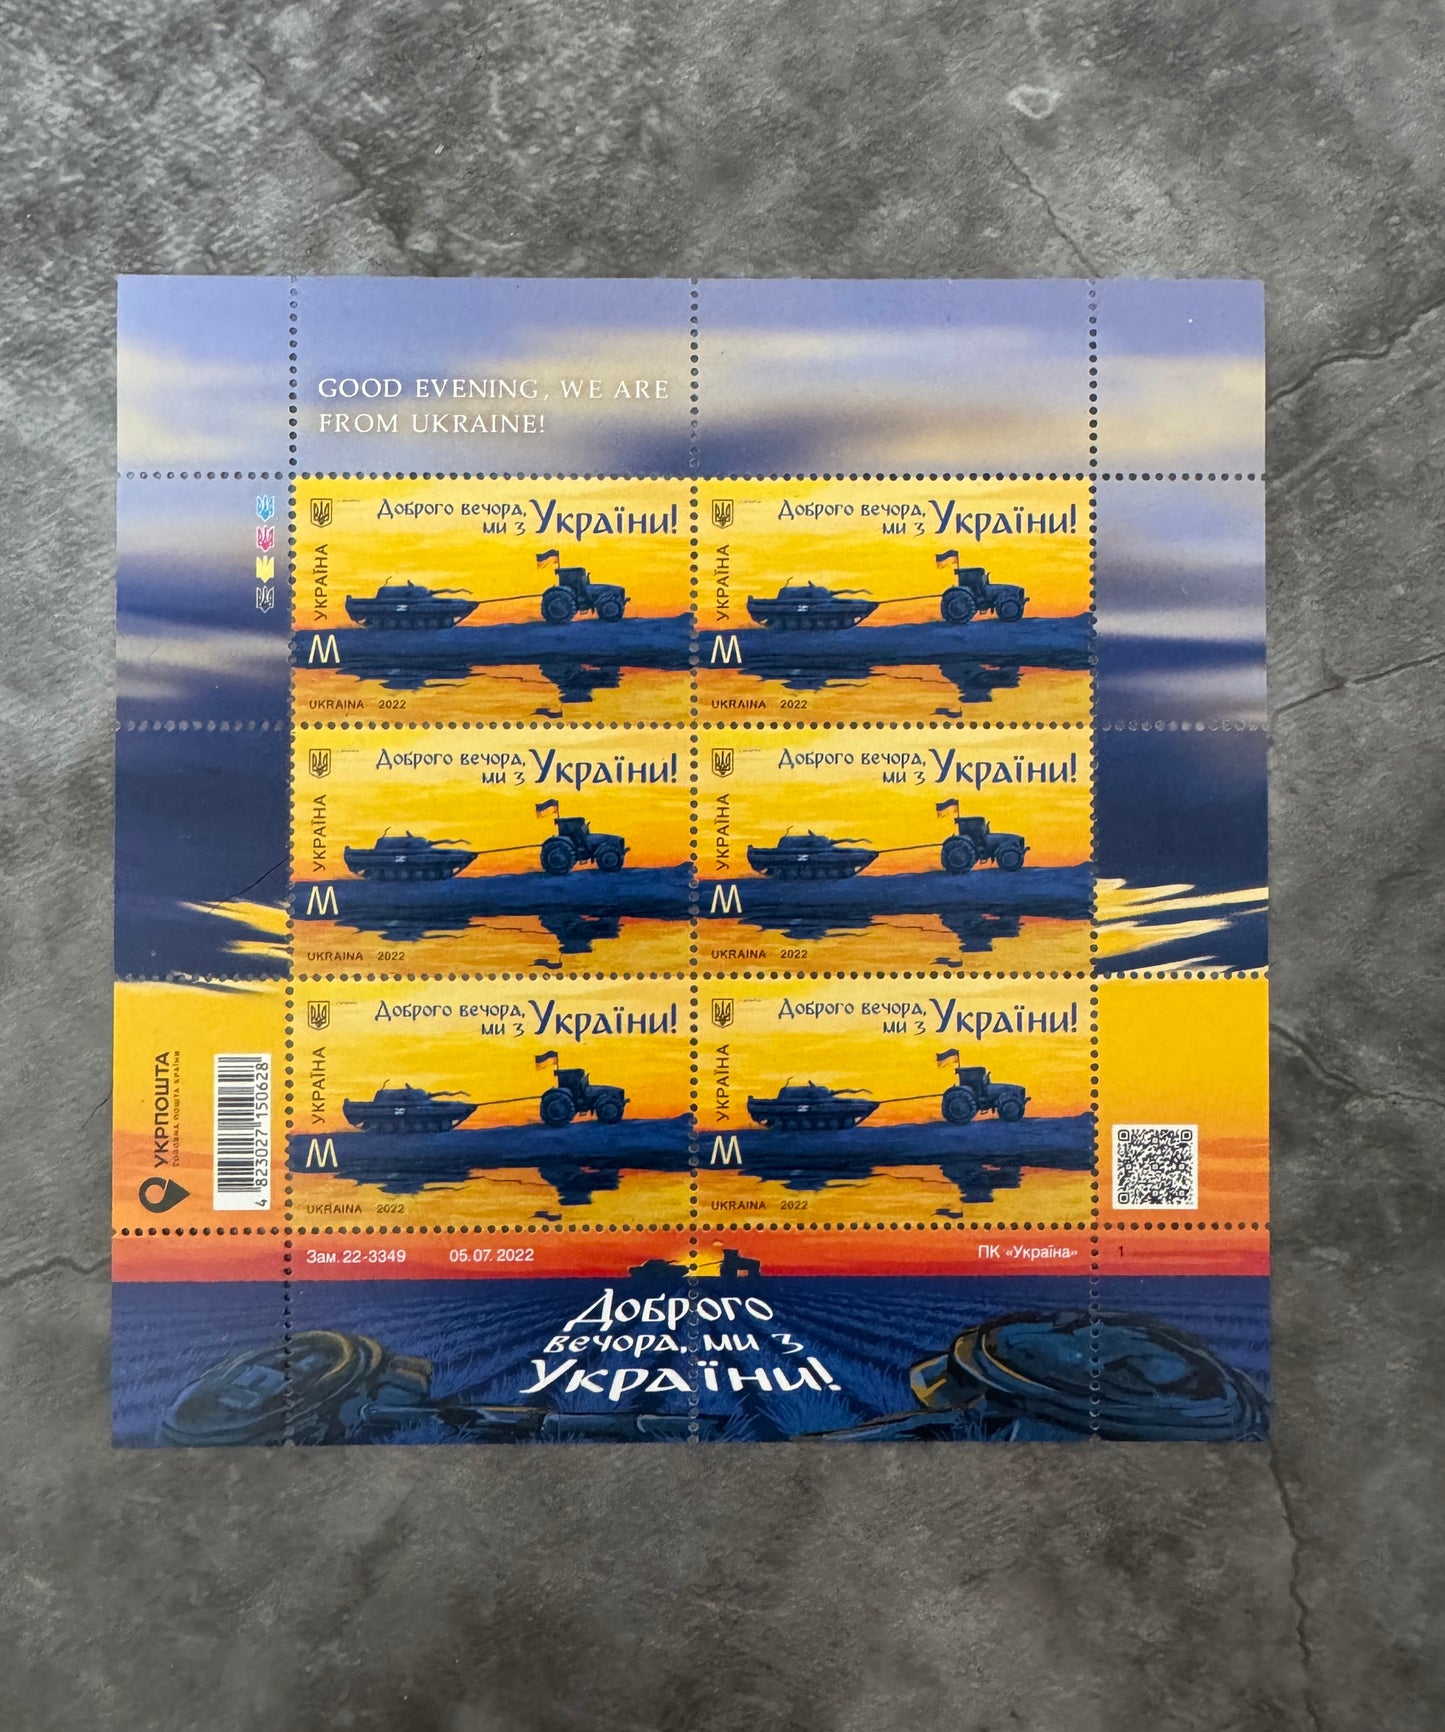 GOOD EVENING, WE ARE
FROM UKRAINE!
Доброго вечора,
ми з України!
УКРАЇНА
M
UKRAINA 2022
Доброго вечора,
ми з України!
УКРАЇНА
M
UKRAINA 2022
Доброго вечора,
ми з України!
УКРАЇНА
M
UKRAINA 2022
Доброго вечора,
ми з України!
УКРАЇНА
M
UKRAINA 2022
Доброго вечора,
ми з України!
УКРАЇНА
M
UKRAINA 2022
Доброго вечора,
ми з України!
УКРАЇНА
M
UKRAINA 2022
УКРПОШТА
ГОЛОВНА ПОШТА КРАЇНИ
4 823027 150628
Зам. 22-3349 05.07.2022
ПК «Україна» 1
Доброго
вечора, ми з
України!